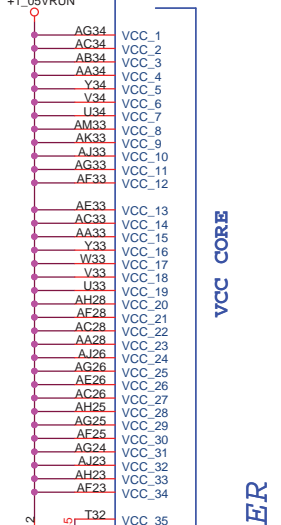 +1_05VRUN
AG34 VCC_1
AC34 VCC_2
AB34 VCC_3
AA34 VCC_4
Y34 VCC_5
V34 VCC_6
U34 VCC_7
AM33 VCC_8
AK33 VCC_9
AJ33 VCC_10
AG33 VCC_11
AF33 VCC_12
AE33 VCC_13
AC33 VCC_14
AA33 VCC_15
Y33 VCC_16
W33 VCC_17
V33 VCC_18
U33 VCC_19
AH28 VCC_20
AF28 VCC_21
AC28 VCC_22
AA28 VCC_23
AJ26 VCC_24
AG26 VCC_25
AE26 VCC_26
AC26 VCC_27
AH25 VCC_28
AG25 VCC_29
AF25 VCC_30
AG24 VCC_31
AJ23 VCC_32
AH23 VCC_33
AF23 VCC_34
T32 VCC_35
VCC CORE
ER
2
5